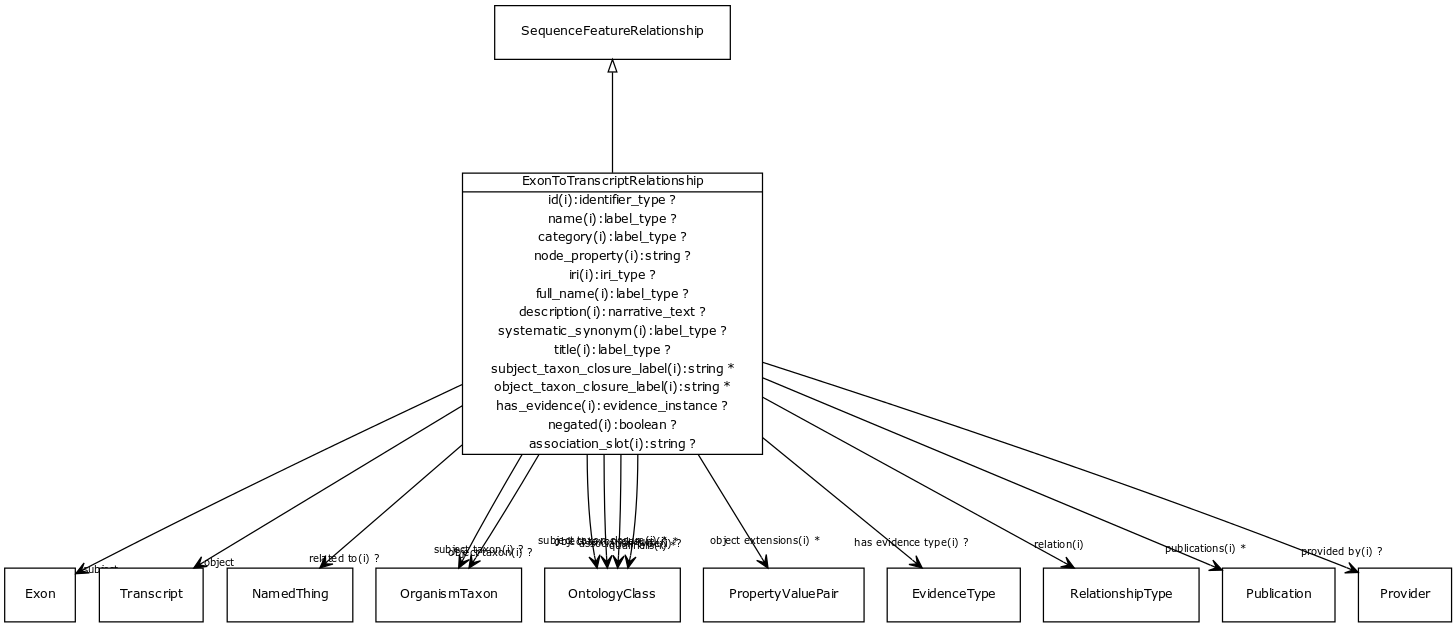 SequenceFeatureRelationship
ExonToTranscriptRelationship
id(i):identifier_type ?
name(i):label_type ?
category(i):label_type ?
node_property(i):string ?
iri(i):iri_type ?
full_name(i):label_type ?
description(i):narrative_text ?
systematic_synonym(i):label_type ?
title(i):label_type ?
subject_taxon_closure_label(i):string *
object_taxon_closure_label(i):string *
has_evidence(i):evidence_instance ?
negated(i):boolean ?
association_slot(i):string ?
subject
object
related to(i) ?
subject taxon(i) ?
object taxon(i) ?
subject taxon closure(i) *
object extensions(i) *
has evidence type(i) ?
relation(i)
publications(i) *
provided by(i) ?
Exon
Transcript
NamedThing
OrganismTaxon
OntologyClass
PropertyValuePair
EvidenceType
RelationshipType
Publication
Provider